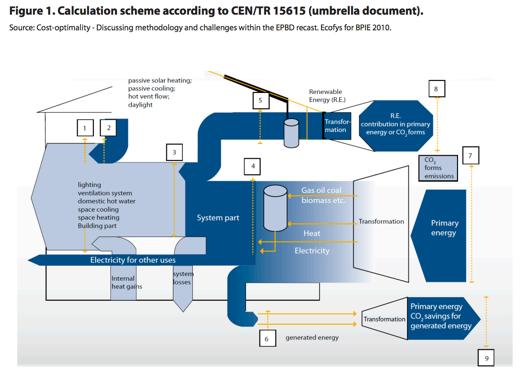 Figure 1. Calculation scheme according to CEN/TR 15615 (umbrella document).
Source: Cost-optimality - Discussing methodology and challenges within the EPBD recast. Ecofys for BPIE 2010.
passive solar heating;
passive cooling;
hot vent flow;
daylight
Renewable
Energy (R.E.)
1
2
3
4
5
8
7
Transfor-
mation
R.E.
contribution in primary
energy or CO2 forms
CO2
forms
emissions
lighting
ventilation system
domestic hot water
space cooling
space heating
Building part
System part
Gas oil coal
biomass etc.
Heat
Electricity
Transformation
Primary
energy
Electricity for other uses
Internal
heat gains
system
losses
6
generated energy
Transformation
Primary energy
CO2 savings for
generated energy
9